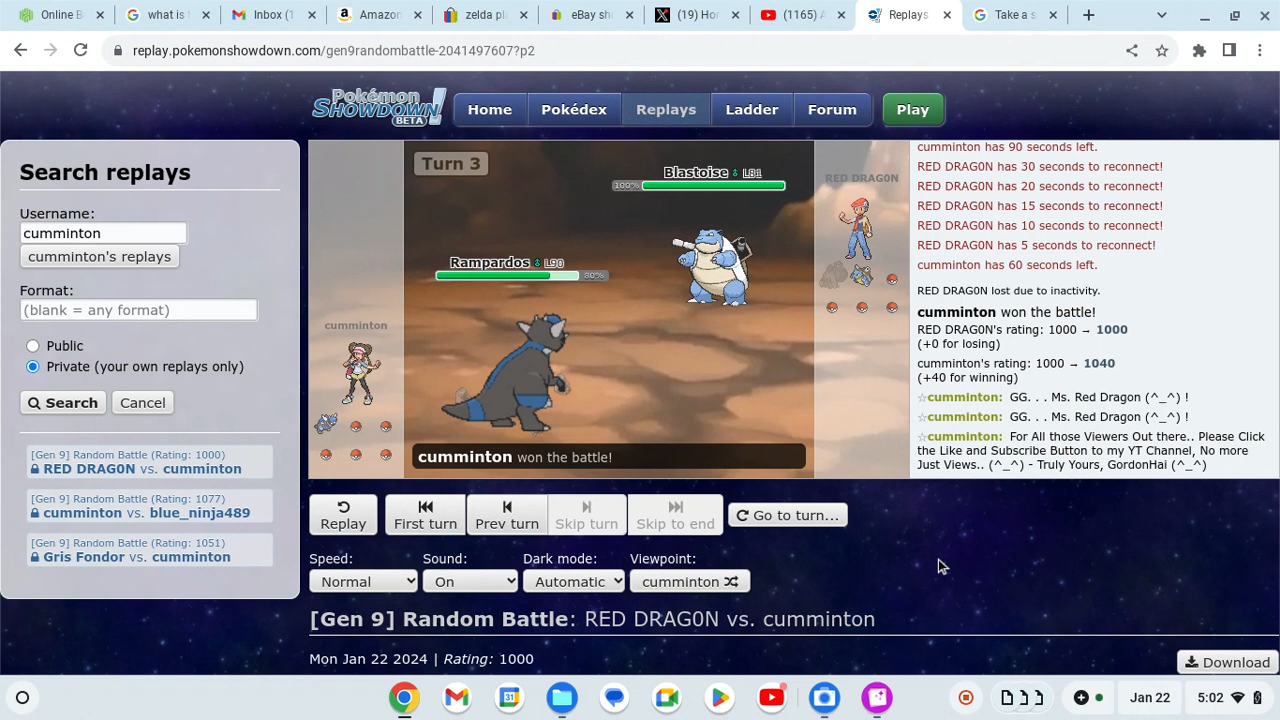 Online B
what is
Inbox (1
Amazon
zelda pl
eBay sh
(19) Ho
(1165) A
Replays
Take a s
replay.pokemonshowdown.com/gen9randombattle-2041497607?p2
Pokémon
SHOWDOWN!
BETA
Home
Pokédex
Replays
Ladder
Forum
Play
Search replays
Username:
cumminton
cumminton's replays
Format:
(blank = any format)
Public
Private (your own replays only)
Search
Cancel
[Gen 9] Random Battle (Rating: 1000)
RED DRAG0N vs. cumminton
[Gen 9] Random Battle (Rating: 1077)
cumminton vs. blue_ninja489
[Gen 9] Random Battle (Rating: 1051)
Gris Fondor vs. cumminton
cumminton
Turn 3
Blastoise L81
100%
Rampardos L90
80%
cumminton won the battle!
RED DRAG0N
cumminton has 90 seconds left.
RED DRAG0N has 30 seconds to reconnect!
RED DRAG0N has 20 seconds to reconnect!
RED DRAG0N has 15 seconds to reconnect!
RED DRAG0N has 10 seconds to reconnect!
RED DRAG0N has 5 seconds to reconnect!
cumminton has 60 seconds left.
RED DRAG0N lost due to inactivity.
cumminton won the battle!
RED DRAG0N's rating: 1000 → 1000
(+0 for losing)
cumminton's rating: 1000 → 1040
(+40 for winning)
☆cumminton: GG. . . Ms. Red Dragon (^_^) !
☆cumminton: GG. . . Ms. Red Dragon (^_^) !
☆cumminton: For All those Viewers Out there.. Please Click
the Like and Subscribe Button to my YT Channel, No more
Just Views.. (^_^) - Truly Yours, GordonHai (^_^)
Replay
First turn
Prev turn
Skip turn
Skip to end
Go to turn...
Speed:
Sound:
Dark mode:
Viewpoint:
Normal
On
Automatic
cumminton
[Gen 9] Random Battle: RED DRAG0N vs. cumminton
Mon Jan 22 2024 | Rating: 1000
Download
31
Jan 22
5:02